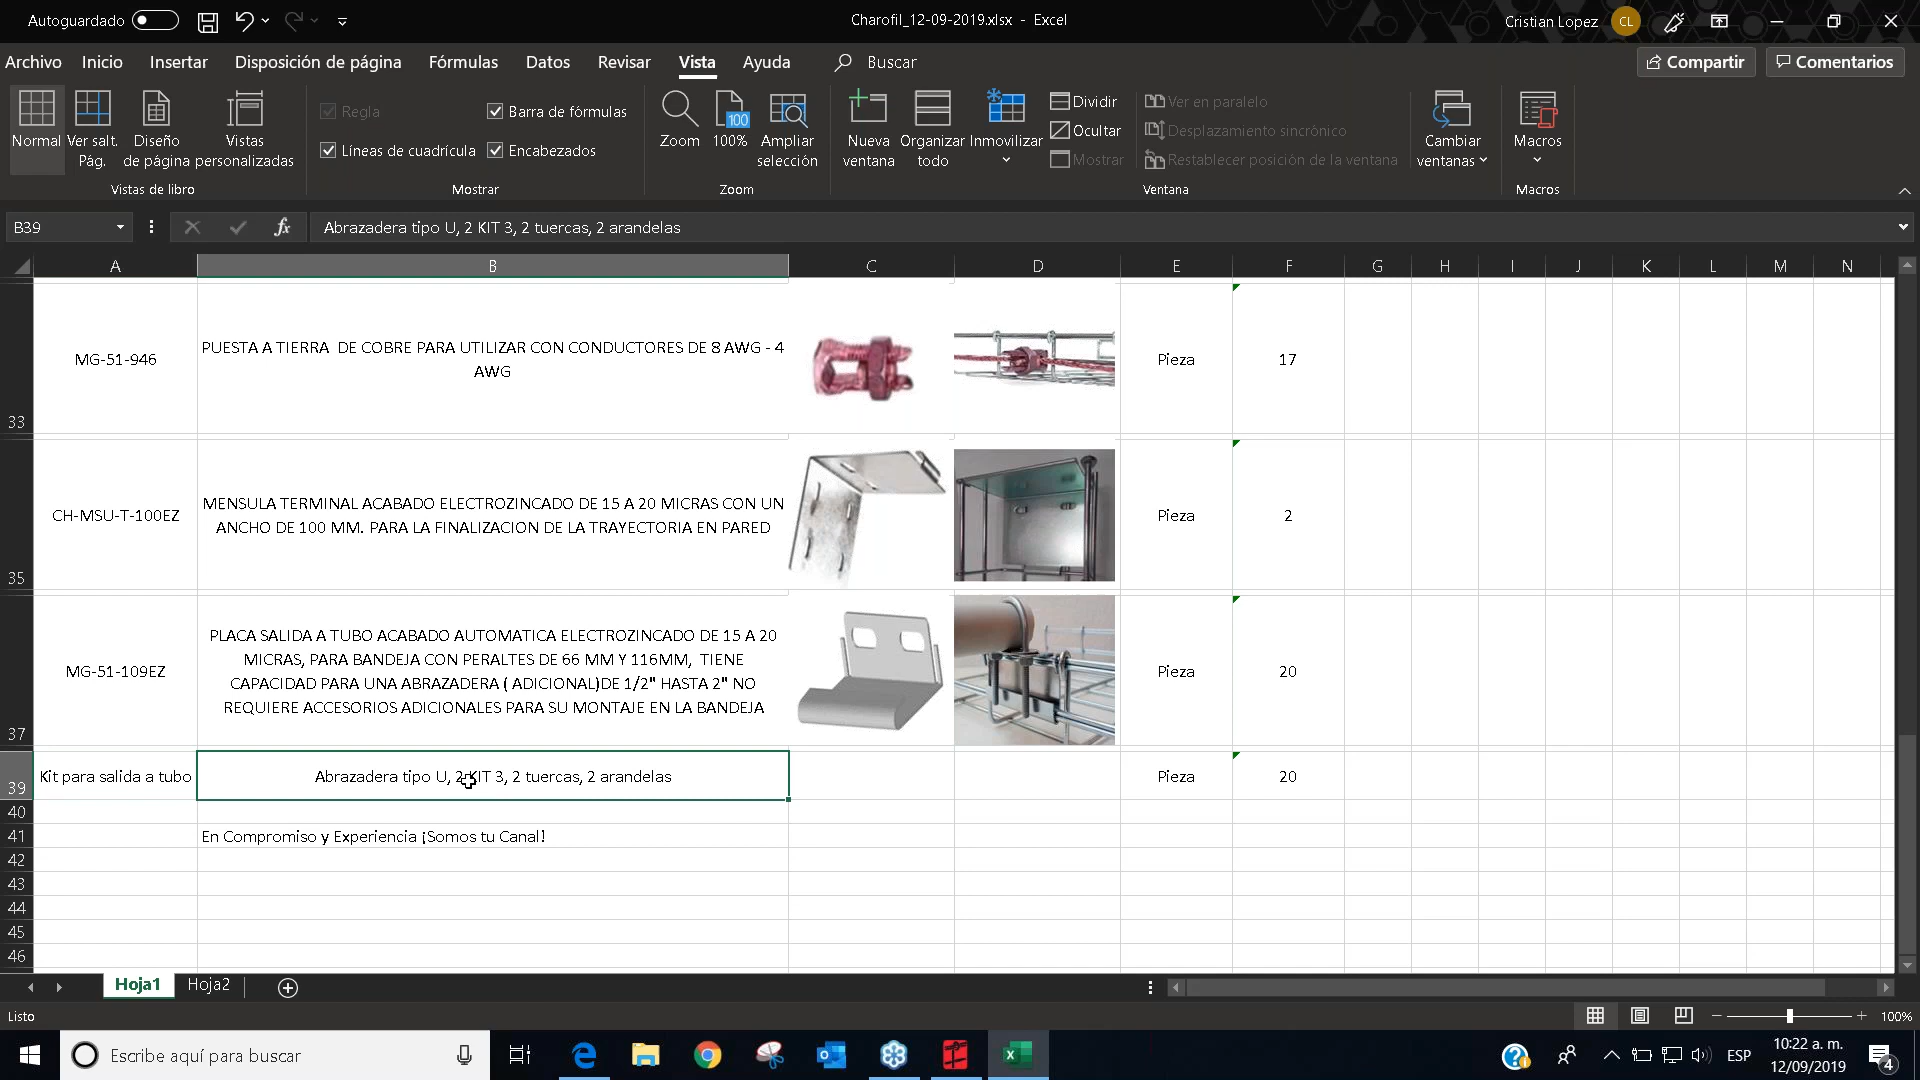 Autoguardado
Charofil_12-09-2019.xlsx - Excel
Cristian Lopez CL
Archivo Inicio Insertar Disposición de página Fórmulas Datos Revisar Vista Ayuda Buscar Compartir Comentarios
Normal
Ver salt. Pág.
Diseño de página
Vistas personalizadas
Vistas de libro
Regla
Barra de fórmulas
Líneas de cuadrícula
Encabezados
Mostrar
Zoom
100
100%
Ampliar selección
Zoom
Nueva ventana
Organizar todo
Inmovilizar
Dividir
Ocultar
Mostrar
Ver en paralelo
Desplazamiento sincrónico
Restablecer posición de la ventana
Cambiar ventanas
Ventana
Macros
Macros
B39
fx
Abrazadera tipo U, 2 KIT 3, 2 tuercas, 2 arandelas
A B C D E F G H I J K L M N
33
MG-51-946
PUESTA A TIERRA DE COBRE PARA UTILIZAR CON CONDUCTORES DE 8 AWG - 4
AWG
Pieza
17
35
CH-MSU-T-100EZ
MENSULA TERMINAL ACABADO ELECTROZINCADO DE 15 A 20 MICRAS CON UN
ANCHO DE 100 MM. PARA LA FINALIZACION DE LA TRAYECTORIA EN PARED
Pieza
2
37
MG-51-109EZ
PLACA SALIDA A TUBO ACABADO AUTOMATICA ELECTROZINCADO DE 15 A 20
MICRAS, PARA BANDEJA CON PERALTES DE 66 MM Y 116MM, TIENE
CAPACIDAD PARA UNA ABRAZADERA ( ADICIONAL)DE 1/2" HASTA 2" NO
REQUIERE ACCESORIOS ADICIONALES PARA SU MONTAJE EN LA BANDEJA
Pieza
20
39
Kit para salida a tubo
Abrazadera tipo U, 2 KIT 3, 2 tuercas, 2 arandelas
Pieza
20
40
41
En Compromiso y Experiencia ¡Somos tu Canal!
42
43
44
45
46
Hoja1 Hoja2
Listo
100%
Escribe aquí para buscar
ESP
10:22 a. m.
12/09/2019
4